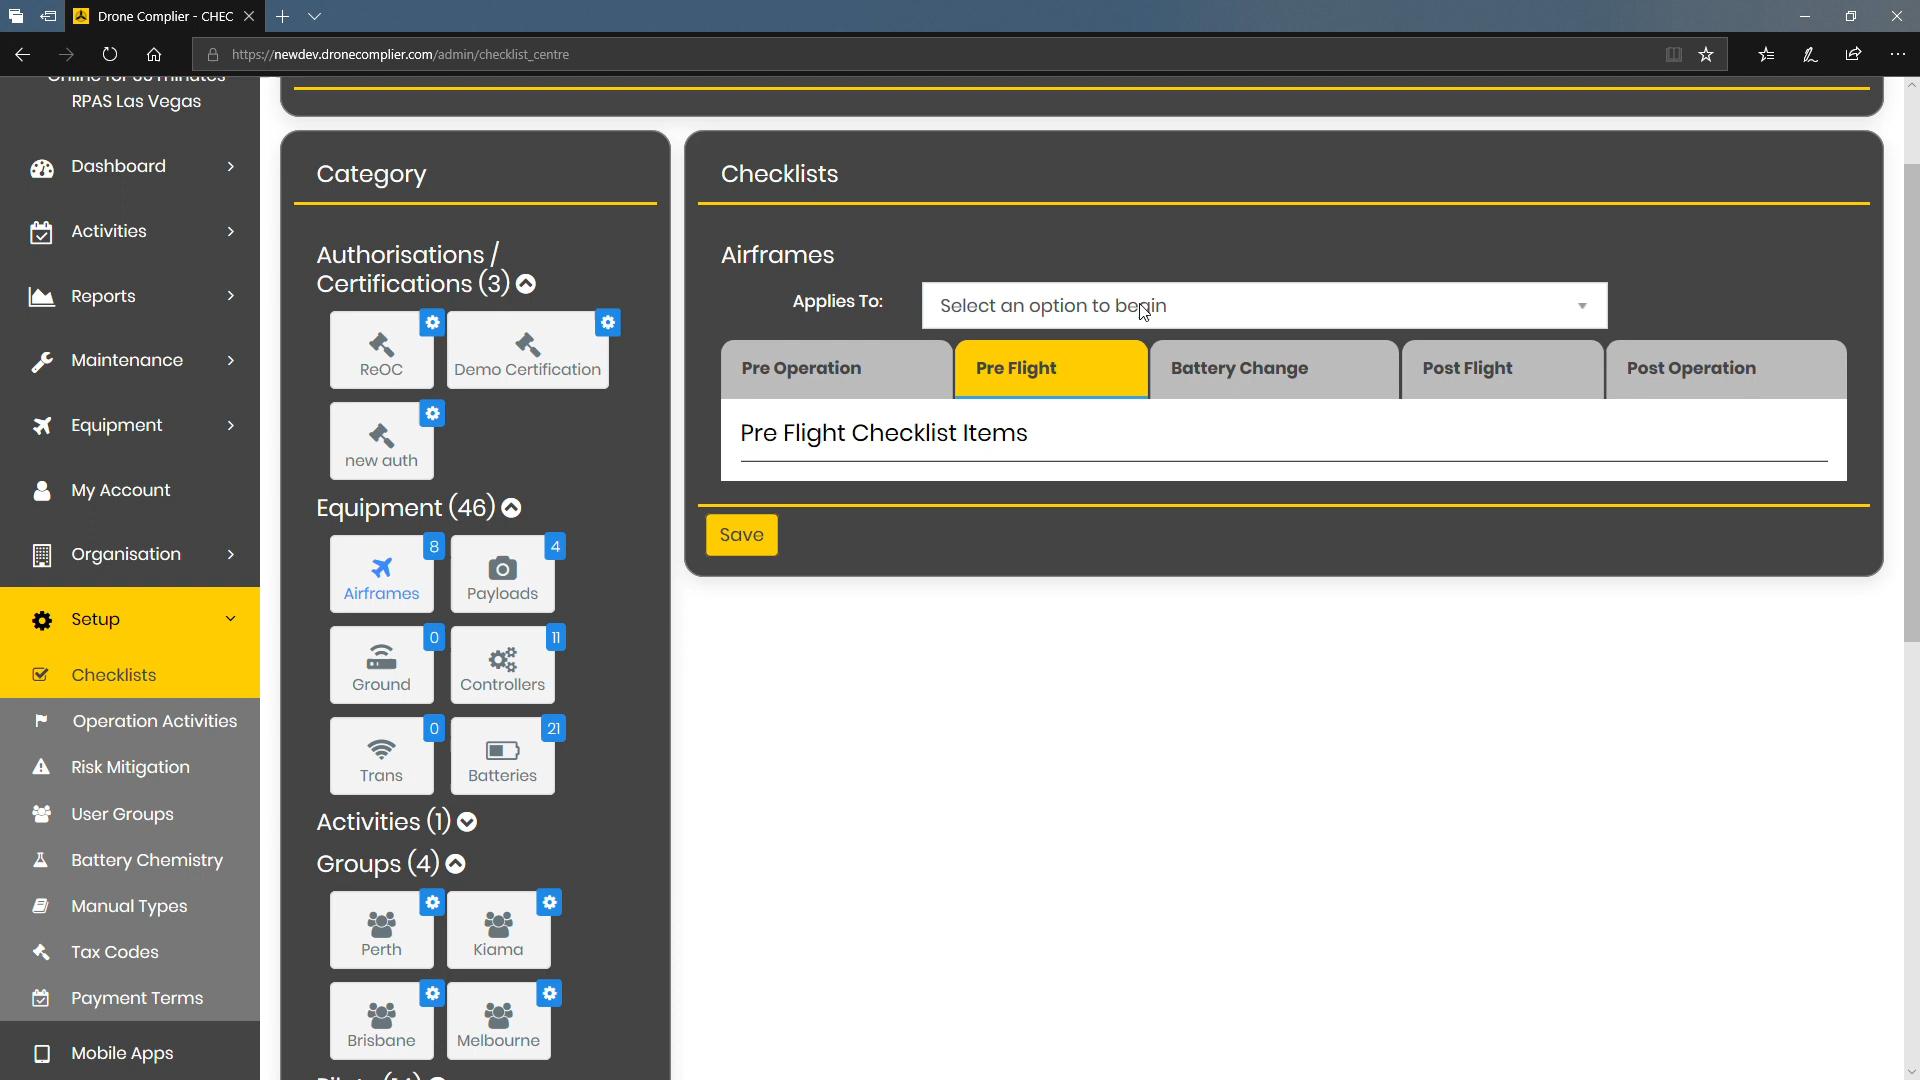 Drone Complier - CHEC
https://newdev.dronecomplier.com/admin/checklist_centre
RPAS Las Vegas
Dashboard
Activities
Reports
Maintenance
Equipment
My Account
Organisation
Setup
Checklists
Operation Activities
Risk Mitigation
User Groups
Battery Chemistry
Manual Types
Tax Codes
Payment Terms
Mobile Apps
Category
Authorisations /
Certifications (3)
ReOC
Demo Certification
new auth
Equipment (46)
8
4
Airframes
Payloads
0
11
Ground
Controllers
0
21
Trans
Batteries
Activities (1)
Groups (4)
Perth
Kiama
Brisbane
Melbourne
Checklists
Airframes
Applies To:
Select an option to begin
Pre Operation
Pre Flight
Battery Change
Post Flight
Post Operation
Pre Flight Checklist Items
Save